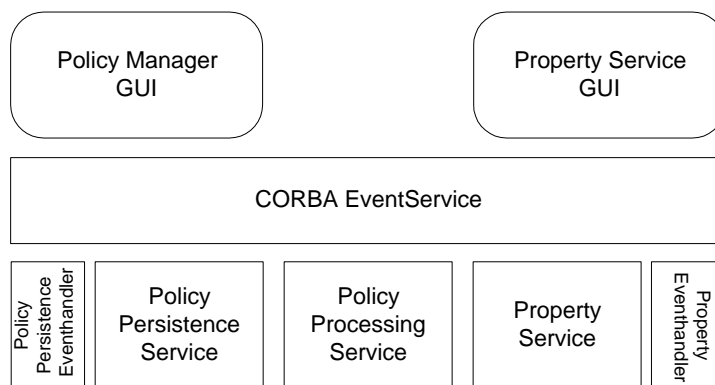 Policy Manager
GUI
Property Service
GUI
CORBA EventService
Policy
Persistence
Eventhandler
Policy
Persistence
Service
Policy
Processing
Service
Property
Service
Property
Eventhandler